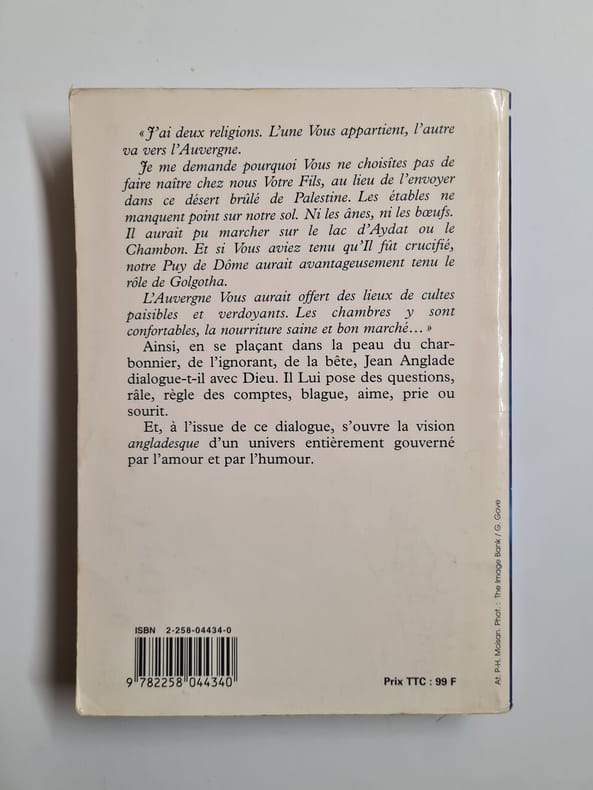 « J'ai deux religions. L'une Vous appartient, l'autre
va vers l'Auvergne.
Je me demande pourquoi Vous ne choisîtes pas de
faire naître chez nous Votre Fils, au lieu de l'envoyer
dans ce désert brûlé de Palestine. Les étables ne
manquent point sur notre sol. Ni les ânes, ni les bœufs.
Il aurait pu marcher sur le lac d'Aydat ou le
Chambon. Et si Vous aviez tenu qu'Il fût crucifié,
notre Puy de Dôme aurait avantageusement tenu le
rôle de Golgotha.
L'Auvergne Vous aurait offert des lieux de cultes
paisibles et verdoyants. Les chambres y sont
confortables, la nourriture saine et bon marché... »
Ainsi, en se plaçant dans la peau du char-
bonnier, de l'ignorant, de la bête, Jean Anglade
dialogue-t-il avec Dieu. Il Lui pose des questions,
râle, règle des comptes, blague, aime, prie ou
sourit.
Et, à l'issue de ce dialogue, s'ouvre la vision
angladesque d'un univers entièrement gouverné
par l'amour et par l'humour.
At. P-H. Moisan. Phot. : The Image Bank / G. Gove
ISBN 2-258-04434-0
9 782258 044340
Prix TTC : 99 F